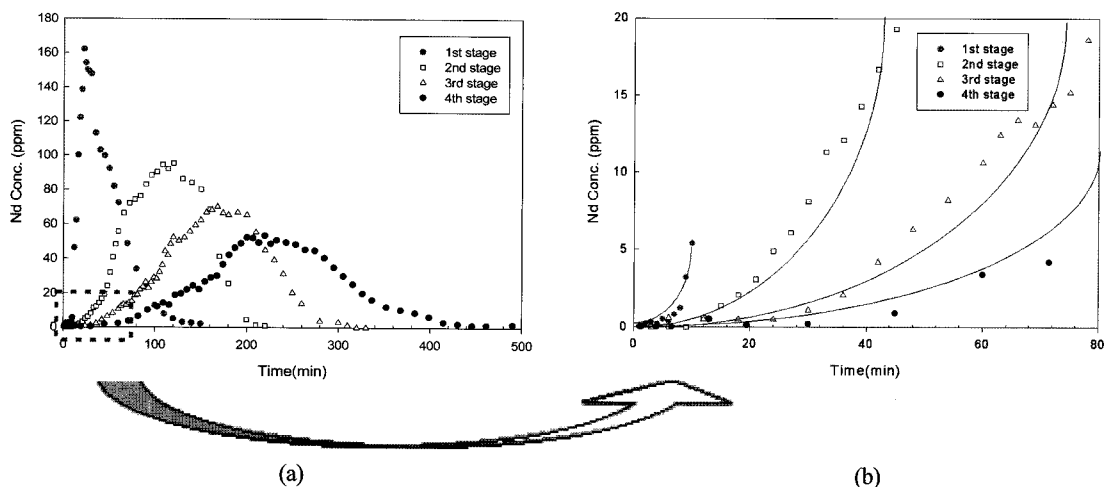 180
160
140
120
100
80
60
40
20
0
Nd Conc. (ppm)
1st stage
2nd stage
3rd stage
4th stage
0 100 200 300 400 500
Time(min)
(a)
20
15
10
5
0
Nd Conc. (ppm)
1st stage
2nd stage
3rd stage
4th stage
0 20 40 60 80
Time(min)
(b)